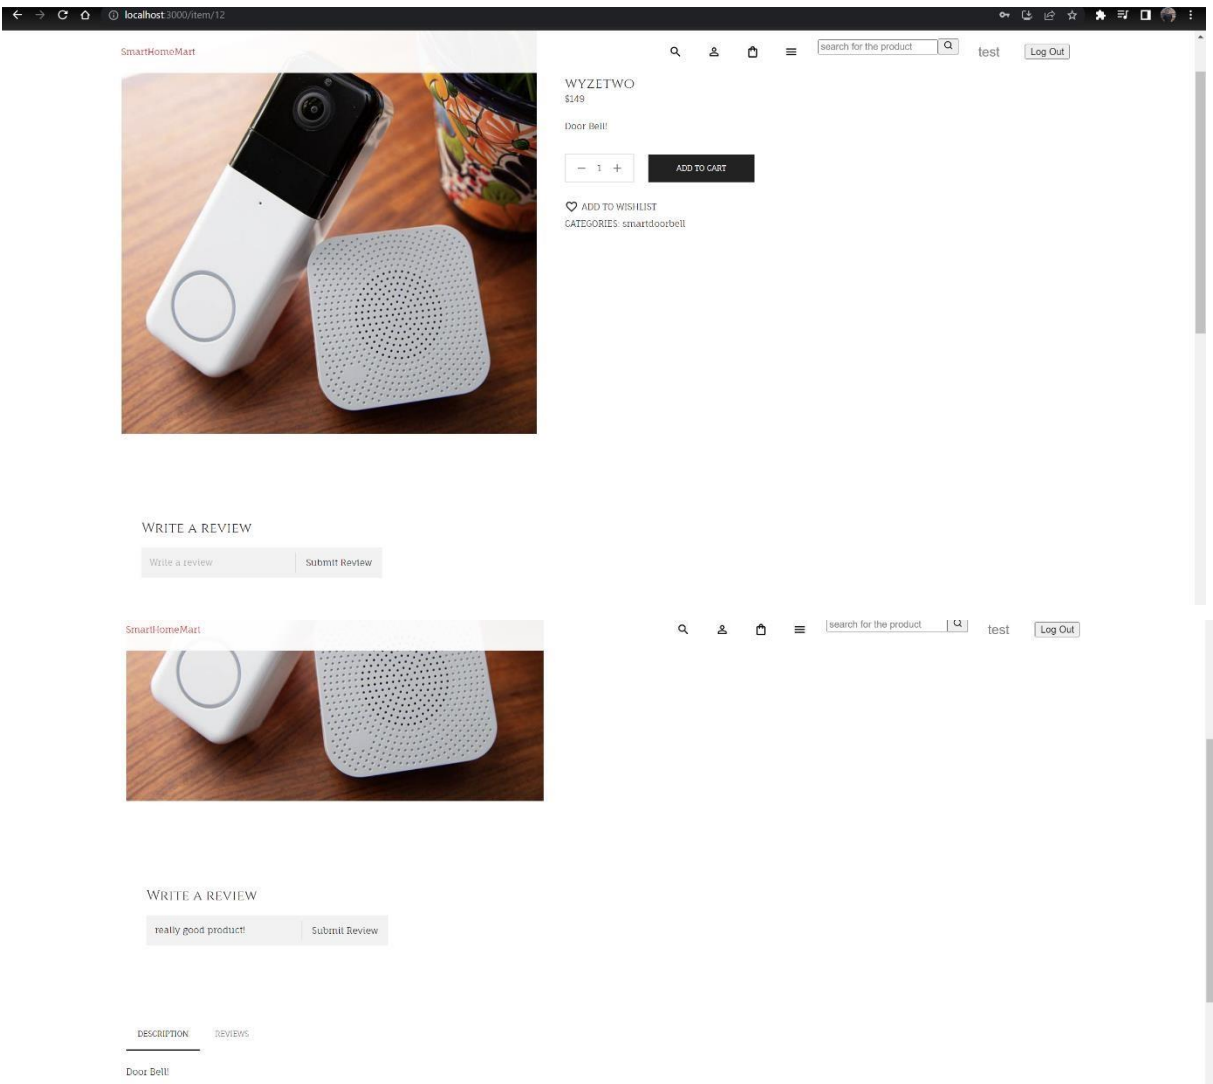 localhost:3000/item/12
SmartHomeMart
search for the product
test
Log Out
WYZETWO
$149
Door Bell!
1
ADD TO CART
ADD TO WISHLIST
CATEGORIES: smartdoorbell
WRITE A REVIEW
Write a review
Submit Review
SmartHomeMart
search for the product
test
Log Out
WRITE A REVIEW
really good product!
Submit Review
DESCRIPTION
REVIEWS
Door Bell!